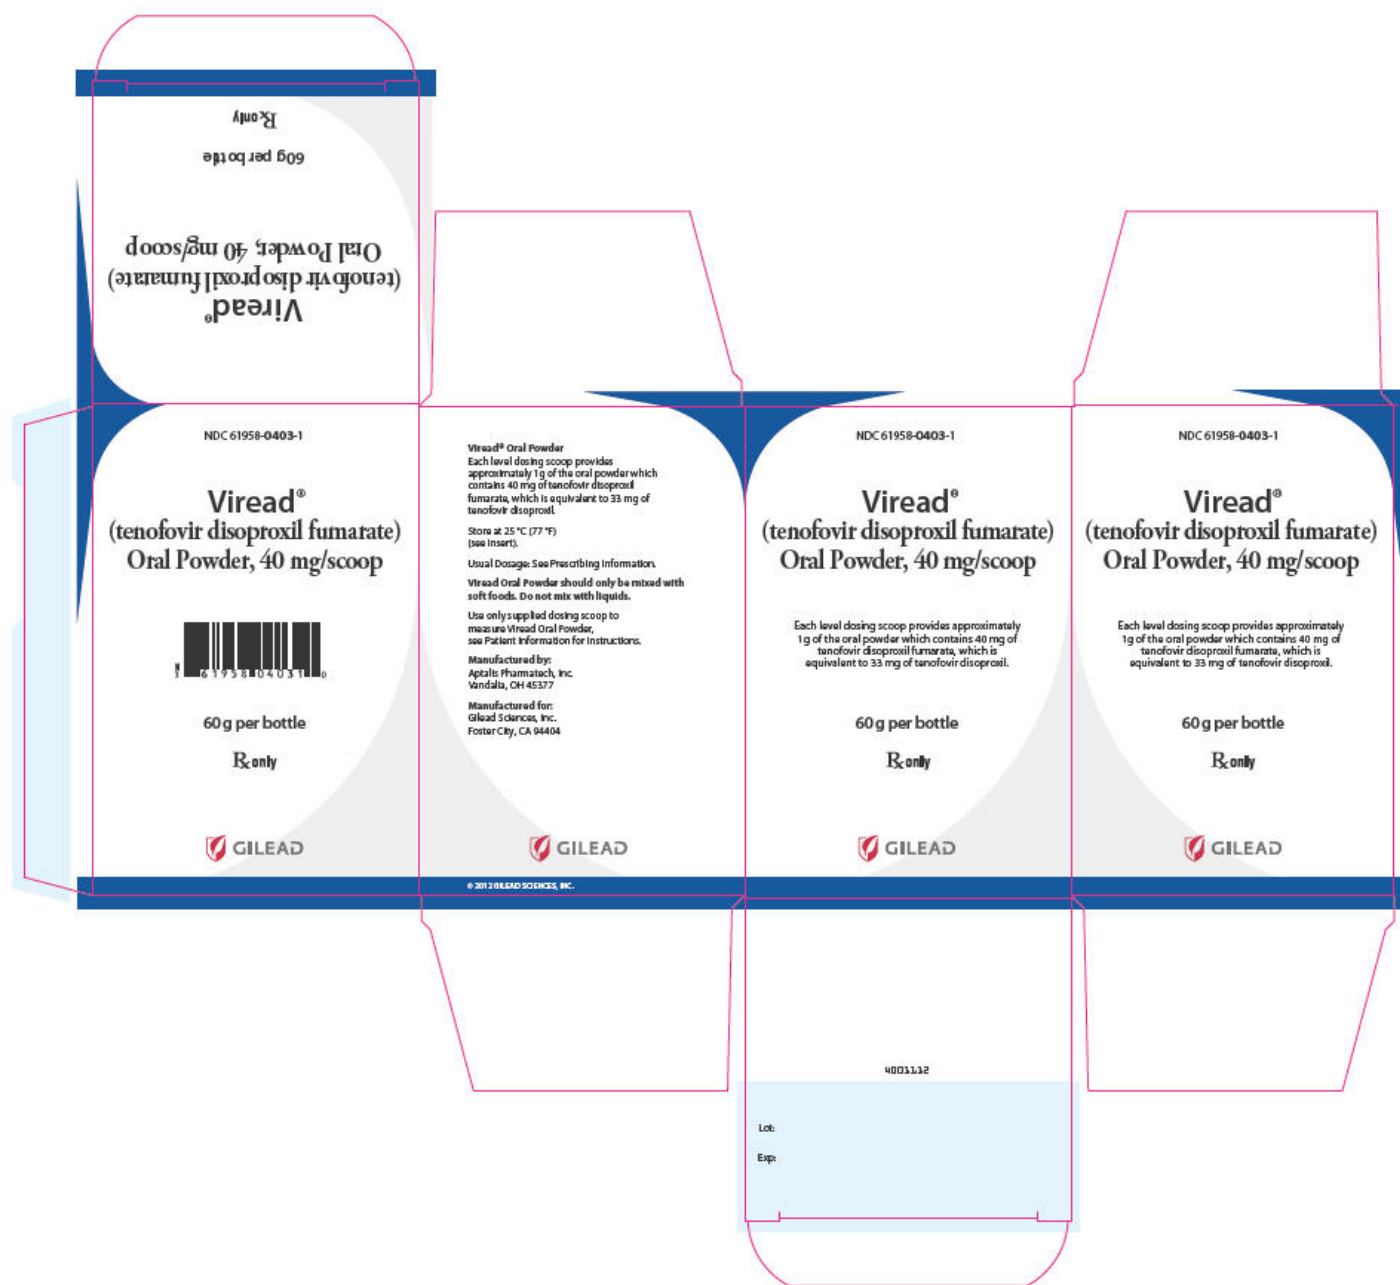 Rx only
60g per bottle
Viread®
(tenofovir disoproxil fumarate)
Oral Powder, 40 mg/scoop
NDC 61958-0403-1
Viread®
(tenofovir disoproxil fumarate)
Oral Powder, 40 mg/scoop
N
3 61958 04031 0
60 g per bottle
Rx only
GILEAD
Viread® Oral Powder
Each level dosing scoop provides
approximately 1g of the oral powder which
contains 40 mg of tenofovir disoproxil
fumarate, which is equivalent to 33 mg of
tenofovir disoproxil.
Store at 25 °C (77 °F)
(see insert).
Usual Dosage: See Prescribing Information.
Viread Oral Powder should only be mixed with
soft foods. Do not mix with liquids.
Use only supplied dosing scoop to
measure Viread Oral Powder,
see Patient Information for instructions.
Manufactured by:
Aptalis Pharmatech, Inc.
Vandalia, OH 45377
Manufactured for:
Gilead Sciences, Inc.
Foster City, CA 94404
GILEAD
© 2012 GILEAD SCIENCES, INC.
NDC 61958-0403-1
Viread®
(tenofovir disoproxil fumarate)
Oral Powder, 40 mg/scoop
Each level dosing scoop provides approximately
1g of the oral powder which contains 40 mg of
tenofovir disoproxil fumarate, which is
equivalent to 33 mg of tenofovir disoproxil.
60 g per bottle
Rx only
GILEAD
NDC 61958-0403-1
Viread®
(tenofovir disoproxil fumarate)
Oral Powder, 40 mg/scoop
Each level dosing scoop provides approximately
1g of the oral powder which contains 40 mg of
tenofovir disoproxil fumarate, which is
equivalent to 33 mg of tenofovir disoproxil.
60 g per bottle
Rx only
GILEAD
4001112
Lot:
Exp: